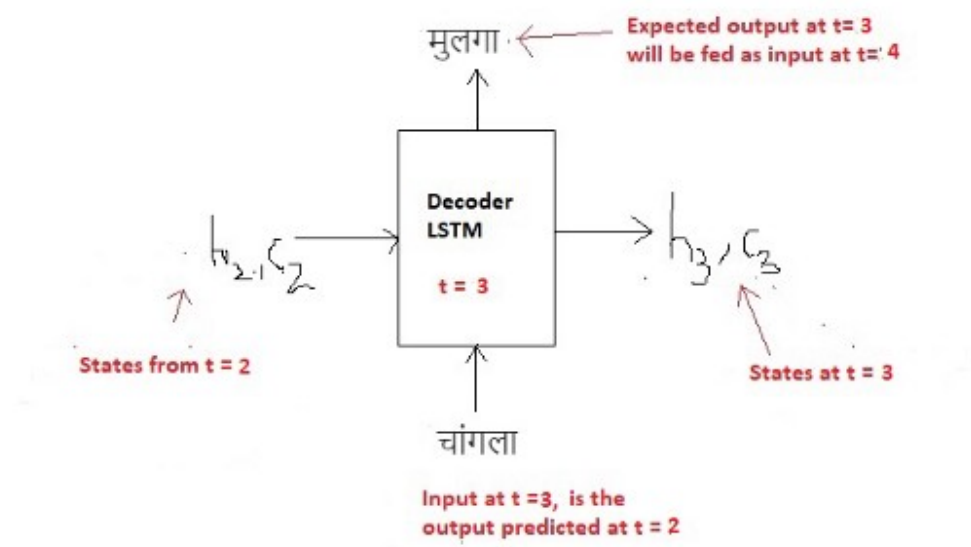 मुलगा
Expected output at t= 3
will be fed as input at t= 4
Decoder
LSTM
t = 3
h2, c2
h3, c3
States from t = 2
States at t = 3
चांगला
Input at t =3, is the
output predicted at t = 2